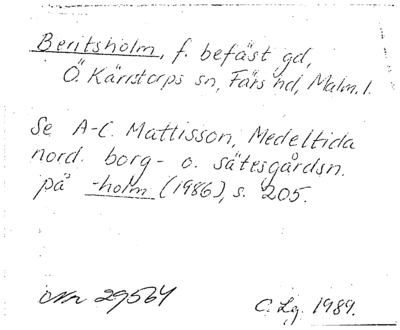 Beritsholm, f. befäst gd,
Ö. Kärrstorps sn, Färs hd, Malm. l.
Se A-C. Mattisson, Medeltida
nord. borg- o. sätesgårdsn.
på -holm (1986), s. 205.
29564
C. Lg. 1989.